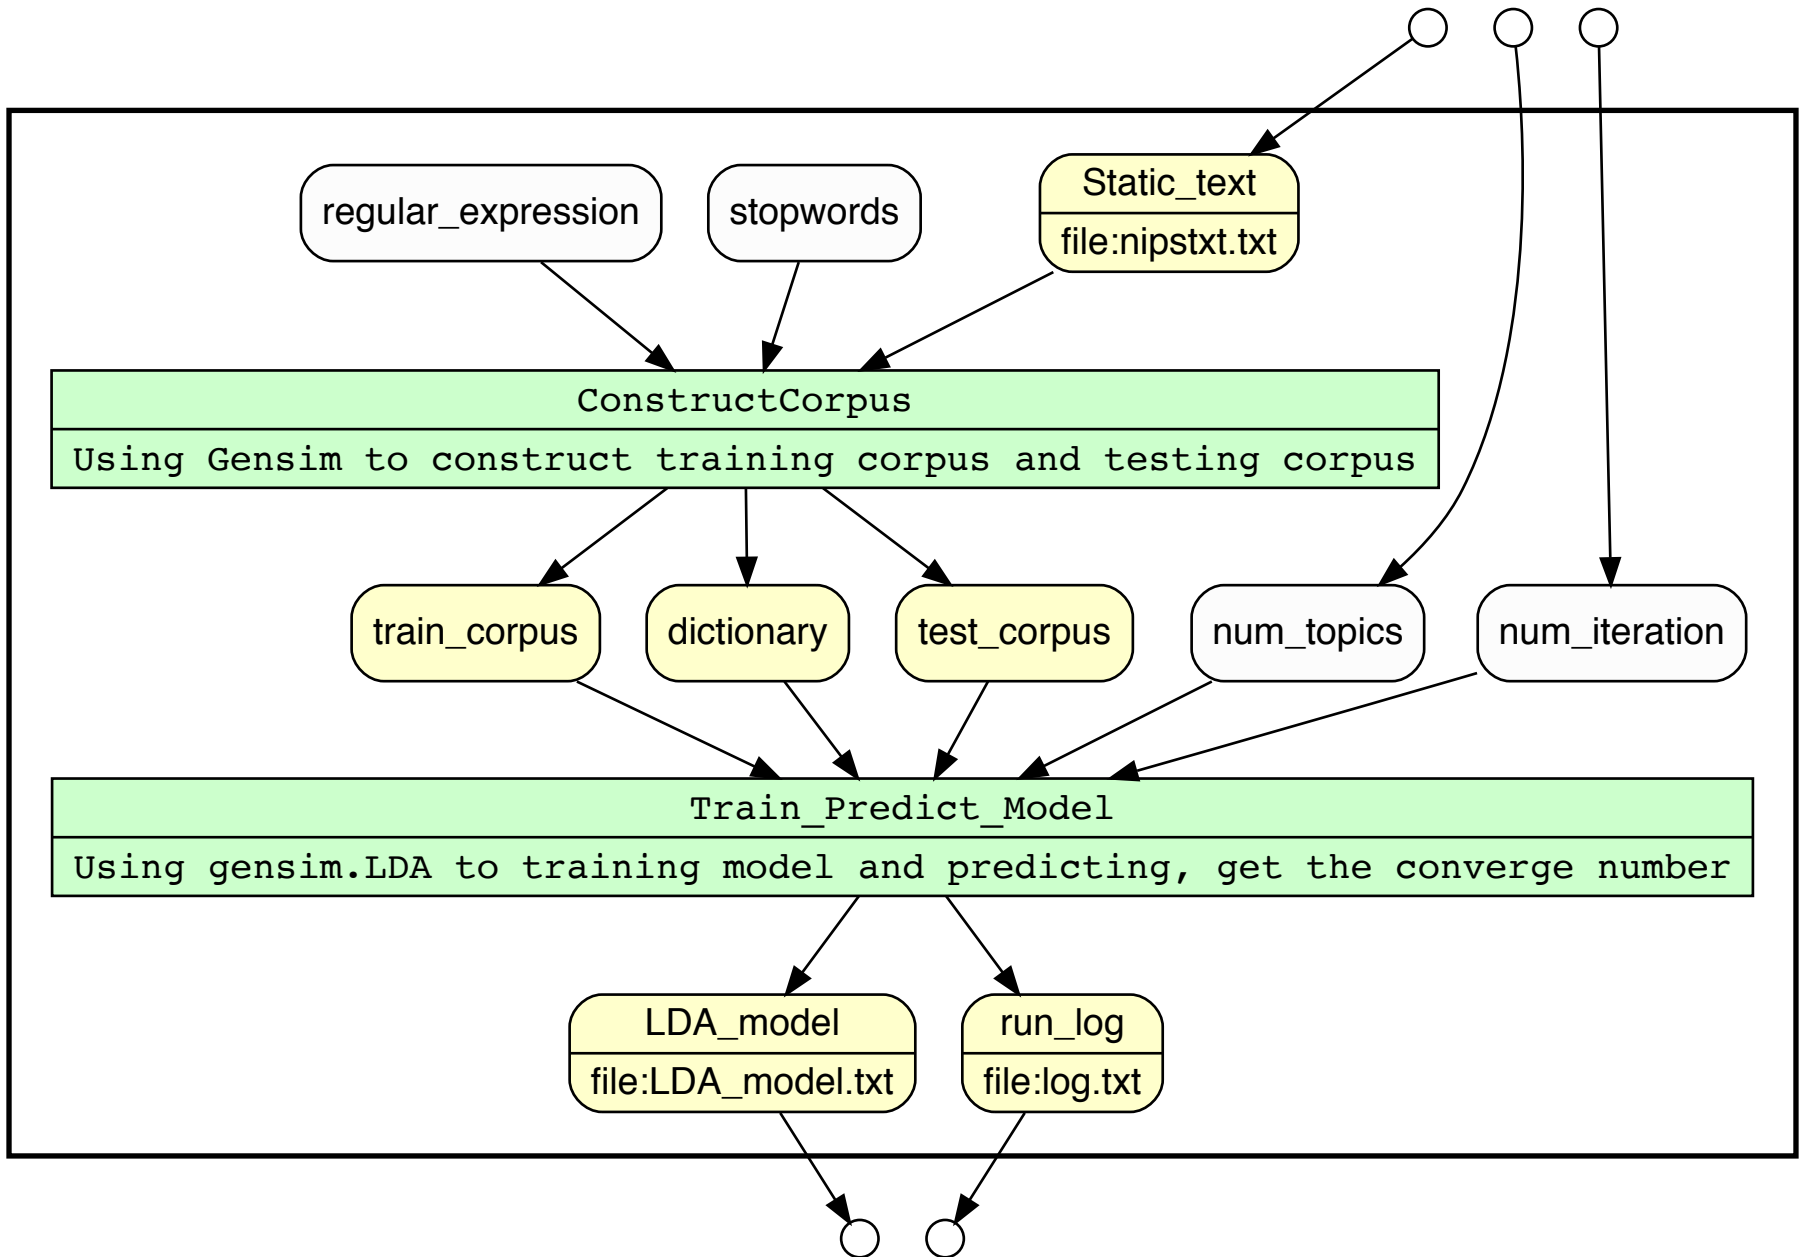 regular_expression
stopwords
Static_text
file:nipstxt.txt
ConstructCorpus
Using Gensim to construct training corpus and testing corpus
train_corpus
dictionary
test_corpus
num_topics
num_iteration
Train_Predict_Model
Using gensim.LDA to training model and predicting, get the converge number
LDA_model
file:LDA_model.txt
run_log
file:log.txt